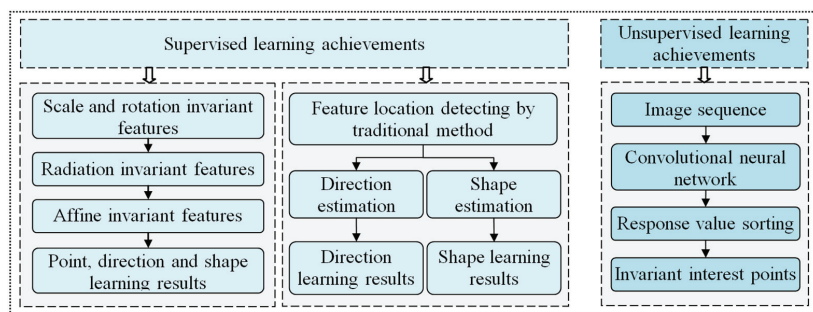 Supervised learning achievements
Unsupervised learning
achievements
Scale and rotation invariant
features
Radiation invariant features
Affine invariant features
Point, direction and shape
learning results
Feature location detecting by
traditional method
Direction
estimation
Shape
estimation
Direction
learning results
Shape learning
results
Image sequence
Convolutional neural
network
Response value sorting
Invariant interest points